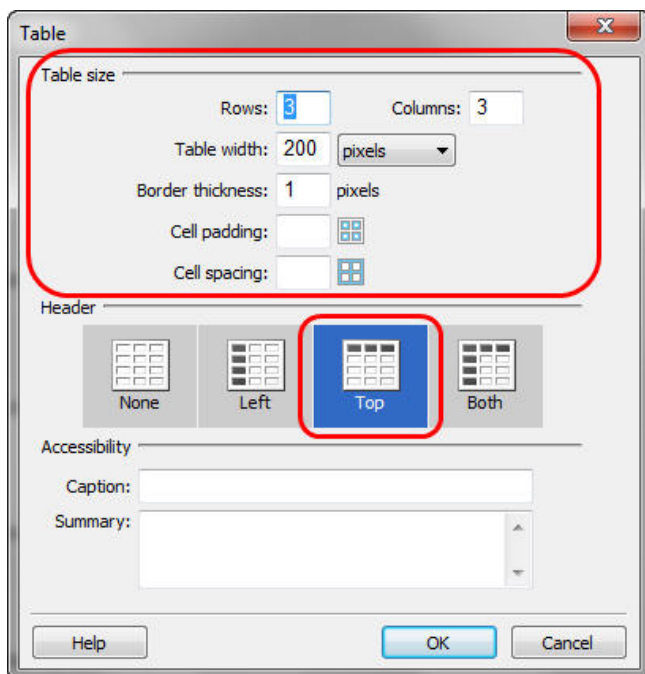 Table
Table size
Rows: 3 Columns: 3
Table width: 200 pixels
Border thickness: 1 pixels
Cell padding:
Cell spacing:
Header
None Left Top Both
Accessibility
Caption:
Summary:
Help OK Cancel